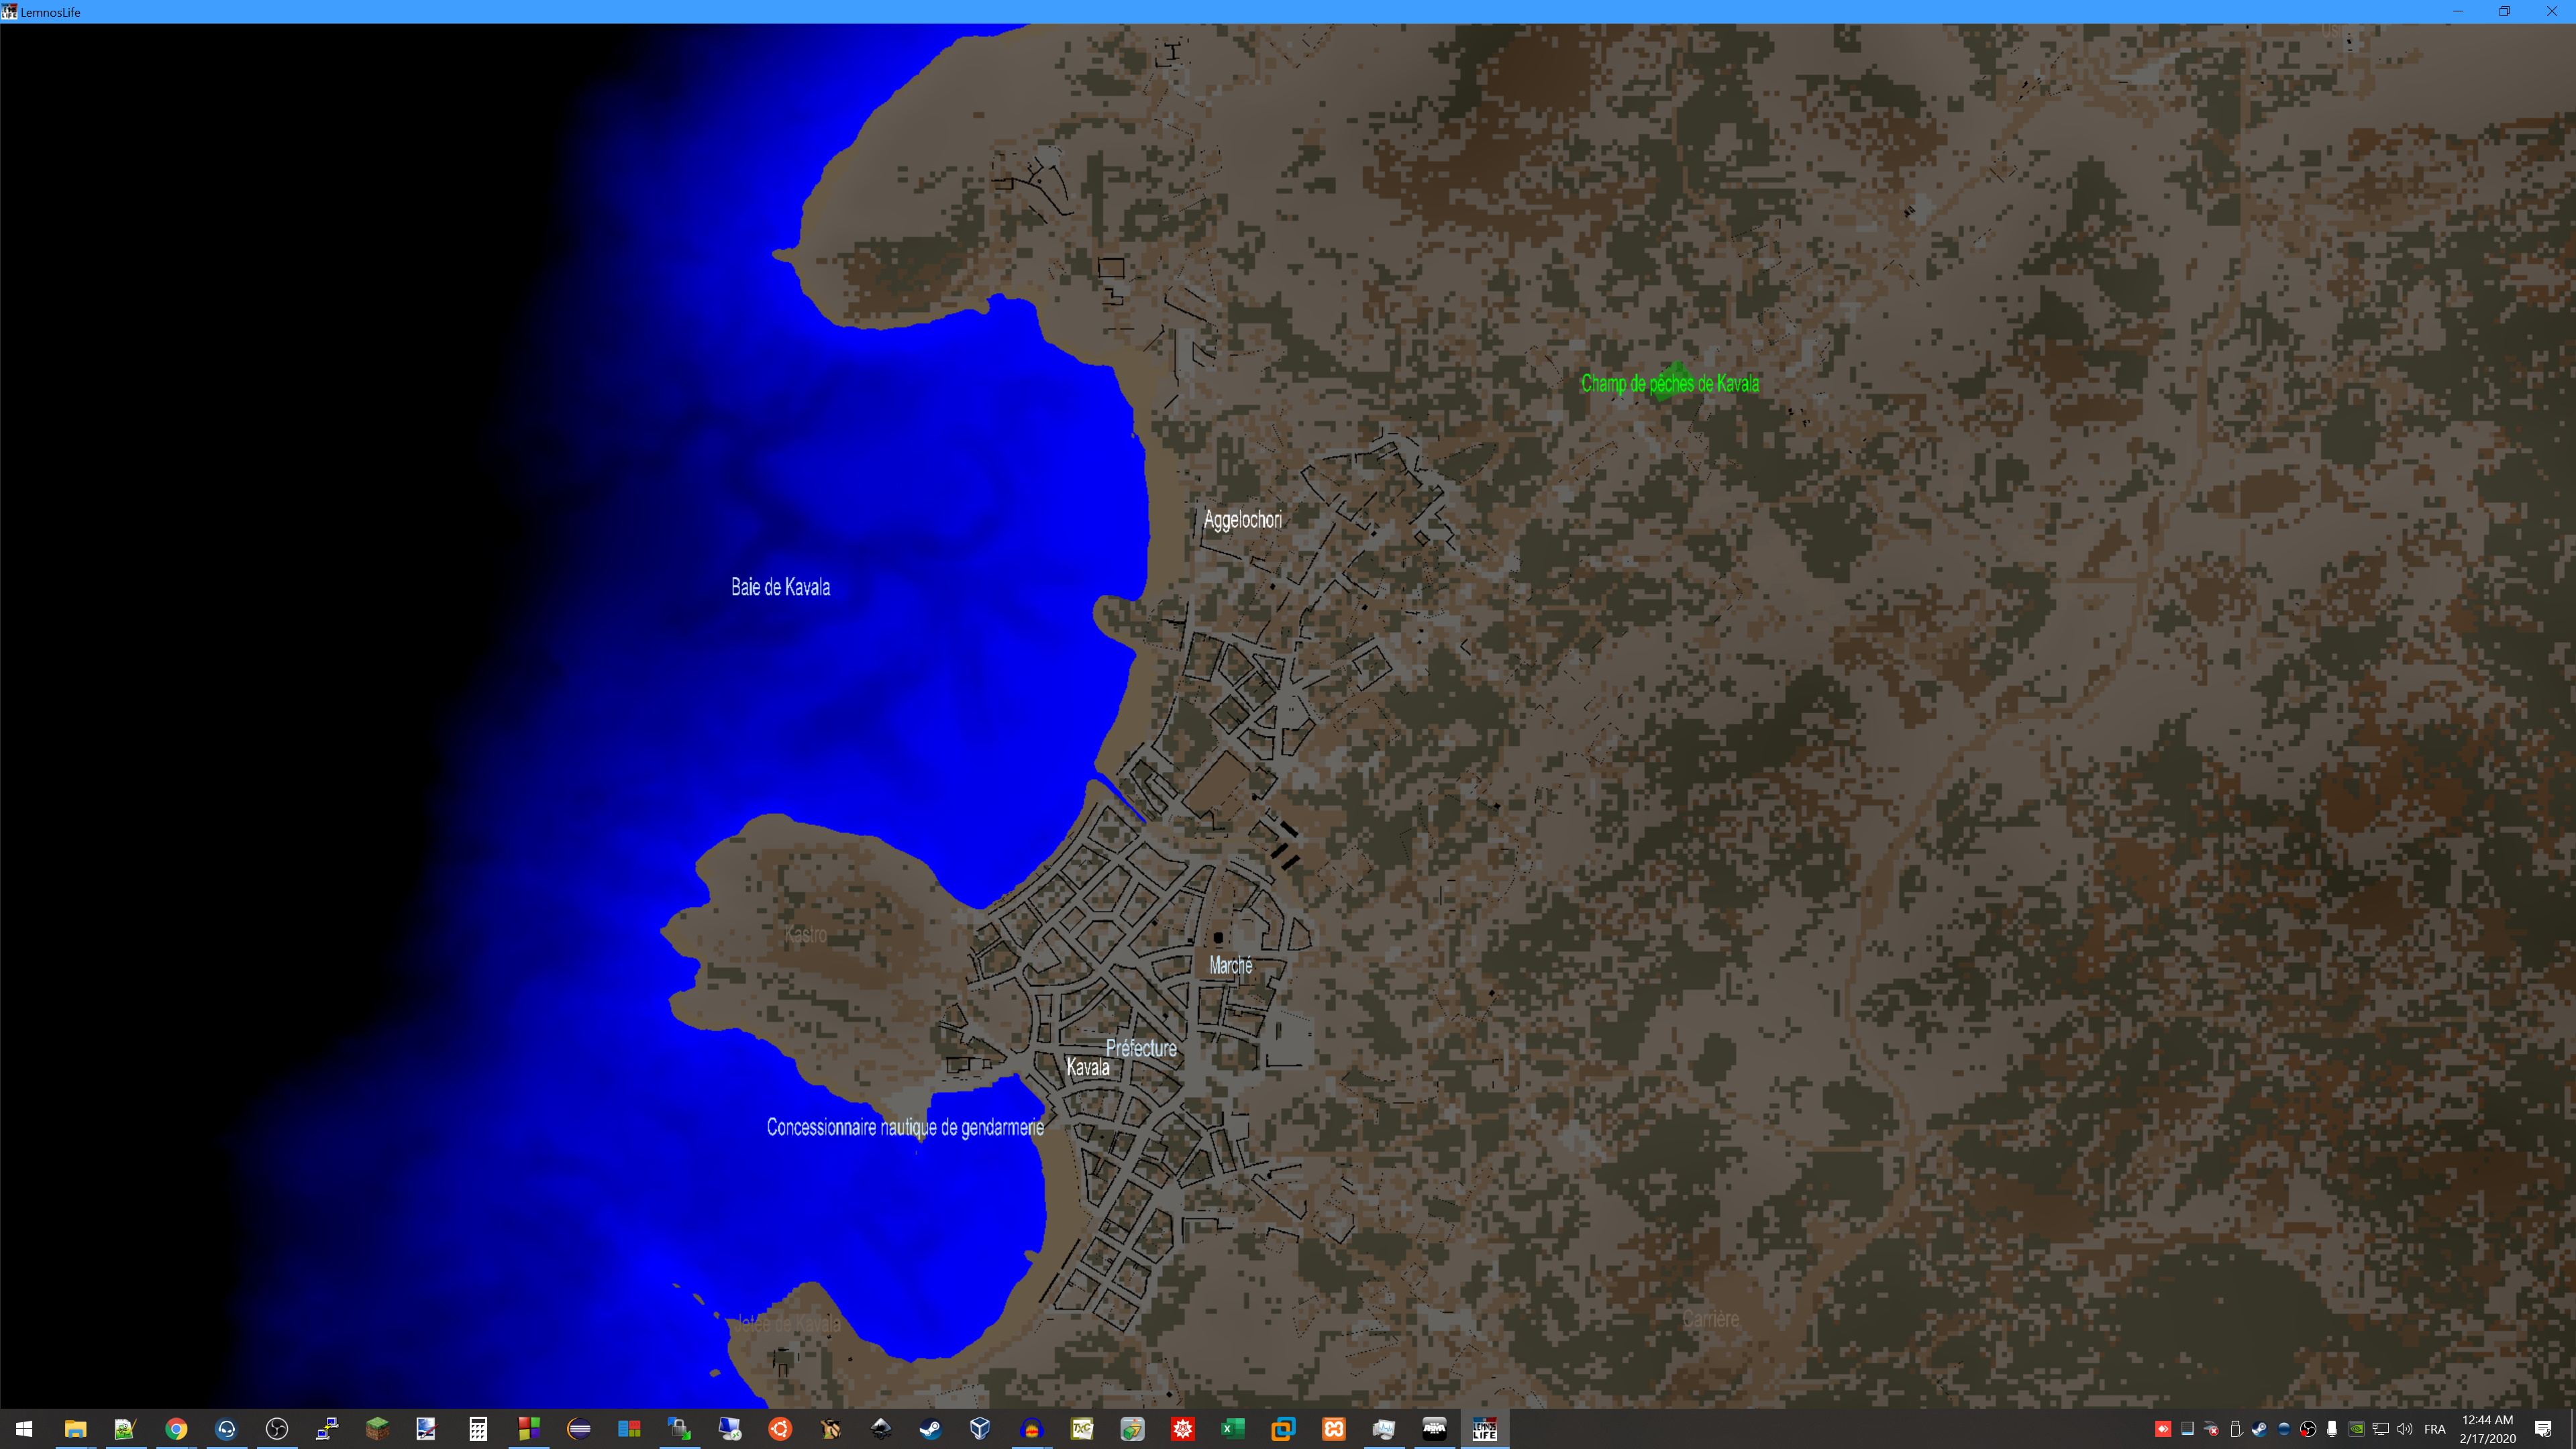 LemnosLife
Champ de pêches de Kavala
Aggelochori
Baie de Kavala
Kastro
Marché
Préfecture
Kavala
Concessionnaire nautique de gendarmerie
Jetée de Kavala
Carrière
FRA
12:44 AM
2/17/2020